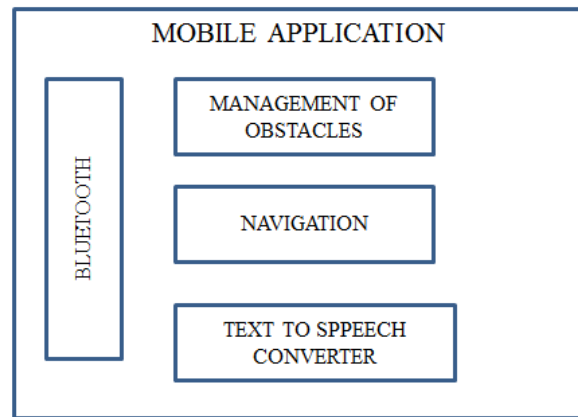 MOBILE APPLICATION
BLUETOOTH
MANAGEMENT OF
OBSTACLES
NAVIGATION
TEXT TO SPPEECH
CONVERTER